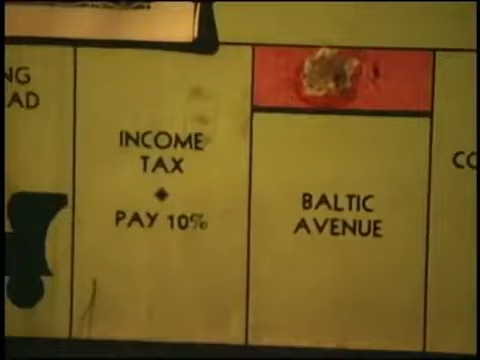 NG
AD
INCOME
TAX
PAY 10%
BALTIC
AVENUE
CO